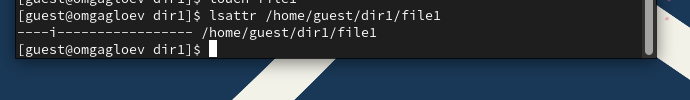 [guest@omgagloev dir1]$ lsattr /home/guest/dir1/file1
----i----------------- /home/guest/dir1/file1
[guest@omgagloev dir1]$